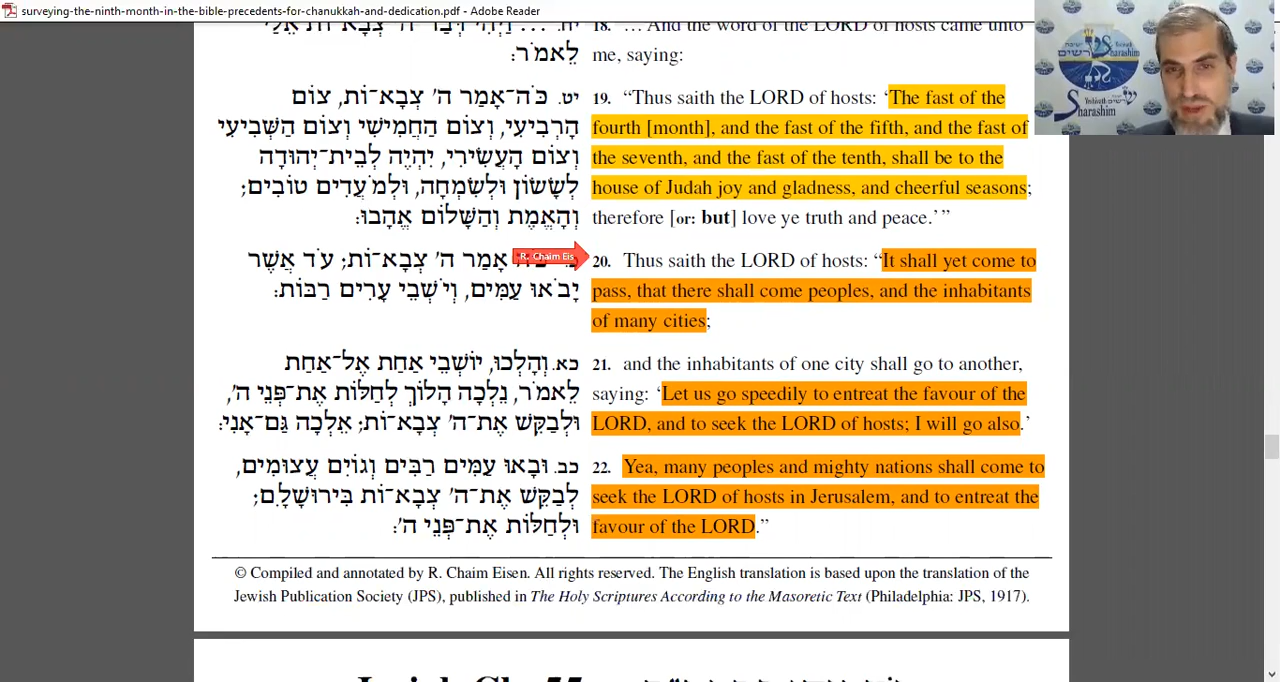 surveying-the-ninth-month-in-the-bible-precedents-for-chanukkah-and-dedication.pdf - Adobe Reader
18. … And the word of the LORD of hosts came unto
me, saying:
לֵאמֹר:
19. “Thus saith the LORD of hosts: ‘The fast of the
fourth [month], and the fast of the fifth, and the fast of
the seventh, and the fast of the tenth, shall be to the
house of Judah joy and gladness, and cheerful seasons;
therefore [or: but] love ye truth and peace.’ ”
יט. כֹּה־אָמַר ה' צְבָא־וֹת, צוֹם
הָרְבִיעִי, וְצוֹם הַחֲמִישִׁי וְצוֹם הַשְּׁבִיעִי
וְצוֹם הָעֲשִׂירִי, יִהְיֶה לְבֵית־יְהוּדָה
לְשָׂשׂוֹן וּלְשִׂמְחָה, וּלְמֹעֲדִים טוֹבִים;
וְהָאֱמֶת וְהַשָּׁלוֹם אֱהָבוּ:
R. Chaim Eis
20. Thus saith the LORD of hosts: “It shall yet come to
pass, that there shall come peoples, and the inhabitants
of many cities;
אָמַר ה' צְבָא־וֹת; עֹד אֲשֶׁר
יָבֹאוּ עַמִּים, וְיֹשְׁבֵי עָרִים רַבּוֹת:
21. and the inhabitants of one city shall go to another,
saying: ‘Let us go speedily to entreat the favour of the
LORD, and to seek the LORD of hosts; I will go also.’
כא. וְהָלְכוּ, יוֹשְׁבֵי אַחַת אֶל־אַחַת
לֵאמֹר, נֵלְכָה הָלוֹךְ לְחַלּוֹת אֶת־פְּנֵי ה',
וּלְבַקֵּשׁ אֶת־ה' צְבָא־וֹת; אֵלְכָה גַּם־אָנִי:
22. Yea, many peoples and mighty nations shall come to
seek the LORD of hosts in Jerusalem, and to entreat the
favour of the LORD.”
כב. וּבָאוּ עַמִּים רַבִּים וְגוֹיִם עֲצוּמִים,
לְבַקֵּשׁ אֶת־ה' צְבָא־וֹת בִּירוּשָׁלָםִ;
וּלְחַלּוֹת אֶת־פְּנֵי ה':
© Compiled and annotated by R. Chaim Eisen. All rights reserved. The English translation is based upon the translation of the
Jewish Publication Society (JPS), published in The Holy Scriptures According to the Masoretic Text (Philadelphia: JPS, 1917).